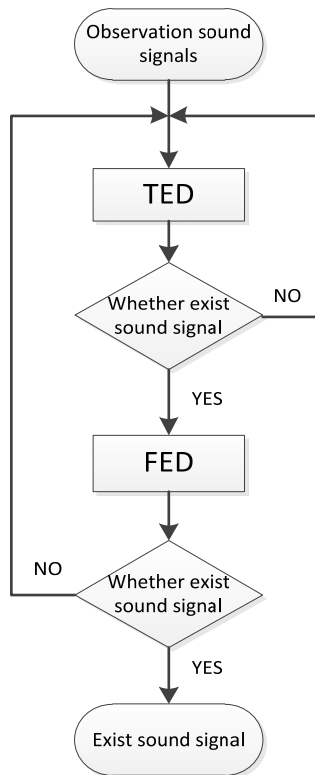 Observation sound
signals
TED
Whether exist
sound signal
NO
YES
FED
Whether exist
sound signal
NO
YES
Exist sound signal